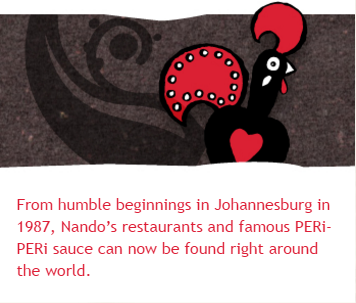 From humble beginnings in Johannesburg in
1987, Nando's restaurants and famous PERi-
PERi sauce can now be found right around
the world.